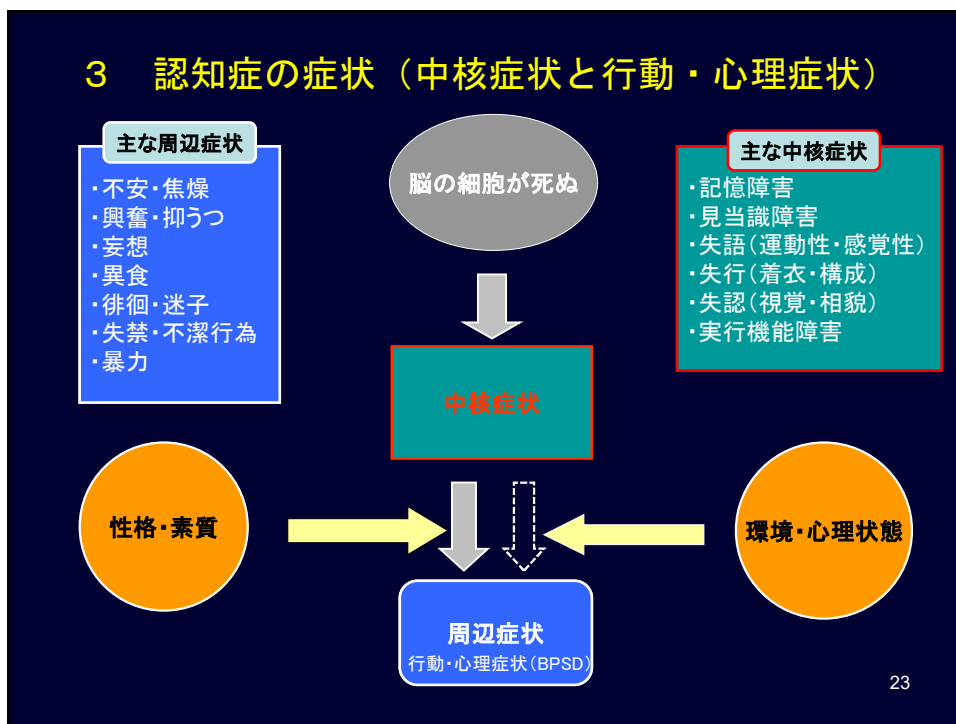 ３　認知症の症状（中核症状と行動・心理症状）
主な周辺症状
・不安・焦燥
・興奮・抑うつ
・妄想
・異食
・徘徊・迷子
・失禁・不潔行為
・暴力
脳の細胞が死ぬ
主な中核症状
・記憶障害
・見当識障害
・失語（運動性・感覚性）
・失行（着衣・構成）
・失認（視覚・相貌）
・実行機能障害
中核症状
性格・素質
環境・心理状態
周辺症状
行動・心理症状（BPSD）
23